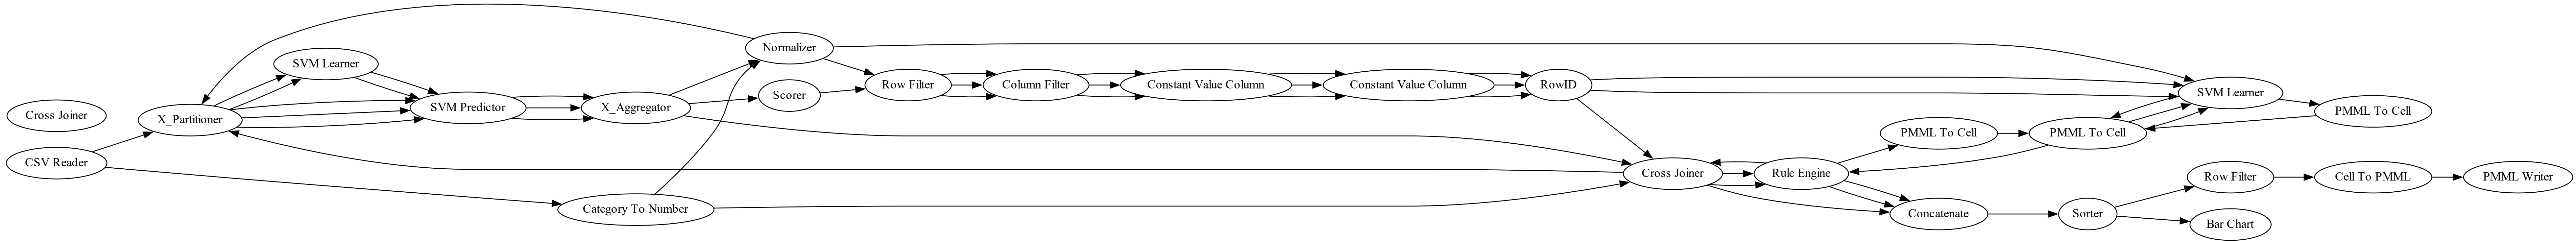 Cross Joiner
CSV Reader
X_Partitioner
SVM Learner
SVM Predictor
X_Aggregator
Category To Number
Normalizer
Scorer
Row Filter
Column Filter
Constant Value Column
Constant Value Column
RowID
Cross Joiner
Rule Engine
PMML To Cell
Concatenate
PMML To Cell
Sorter
SVM Learner
PMML To Cell
Row Filter
Bar Chart
Cell To PMML
PMML Writer